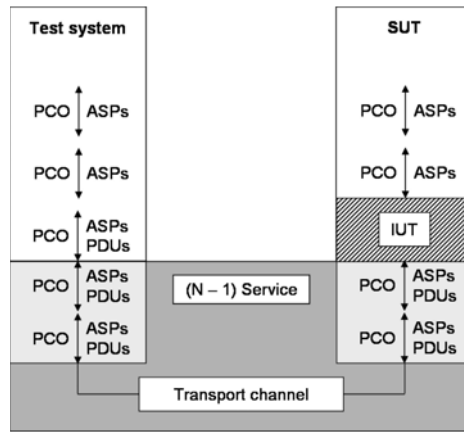 Test system
SUT
PCO ASPs
PCO ASPs
PCO ASPs
PCO ASPs
PCO ASPs
PDUs
IUT
PCO ASPs
PDUs
(N – 1) Service
PCO ASPs
PDUs
PCO ASPs
PDUs
PCO ASPs
PDUs
Transport channel